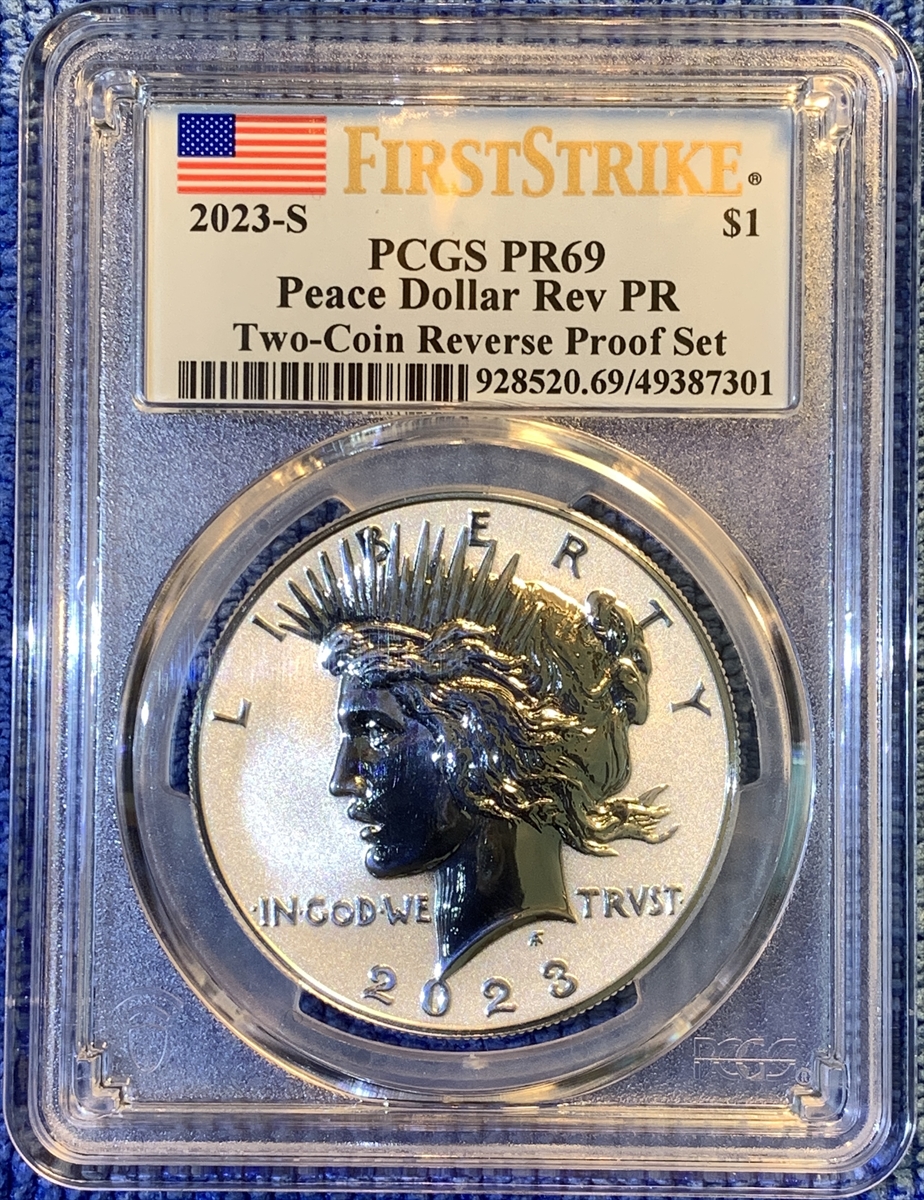 FIRSTSTRIKE®
2023-S $1
PCGS PR69
Peace Dollar Rev PR
Two-Coin Reverse Proof Set
928520.69/49387301
LIBERTY
·IN·GOD·WE TRVST·
2023
PCGS®